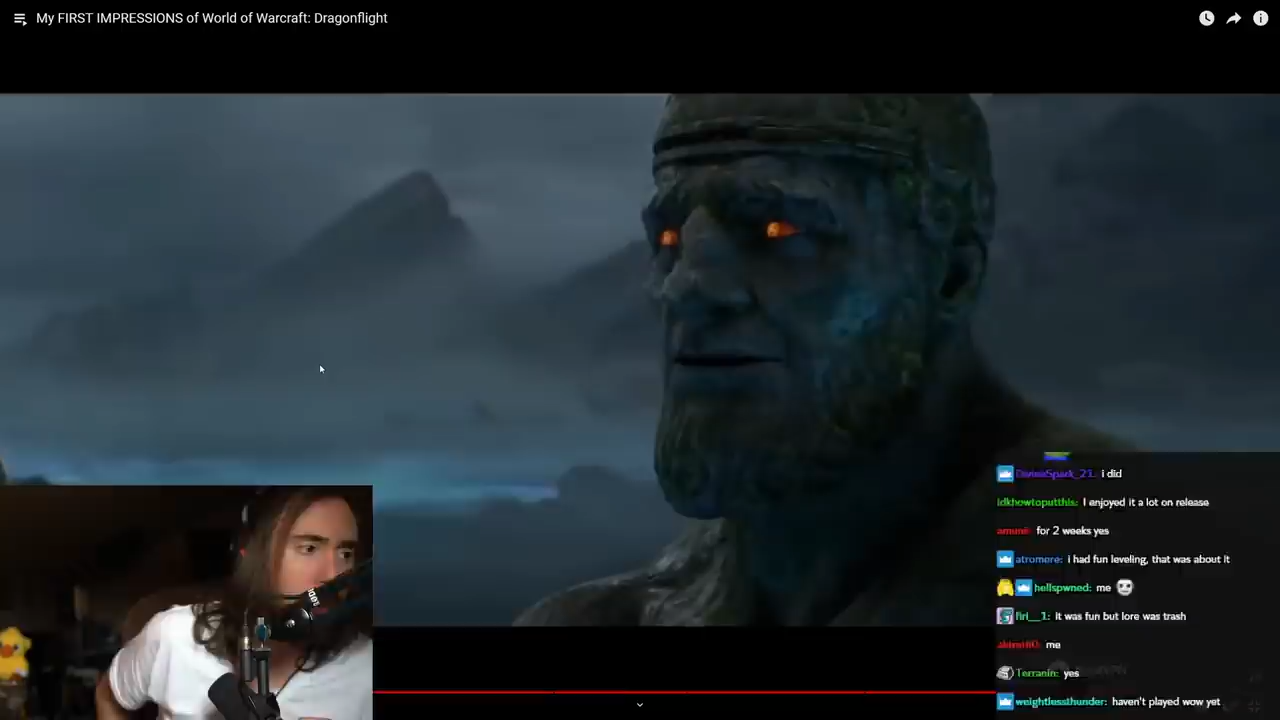 My FIRST IMPRESSIONS of World of Warcraft: Dragonflight
DivineSpark_21: i did
idkhowtoputthis: I enjoyed it a lot on release
for 2 weeks yes
atromere: i had fun leveling, that was about it
hellspwned: me
firi__1: It was fun but lore was trash
me
Terranin: yes
weightlessthunder: haven't played wow yet